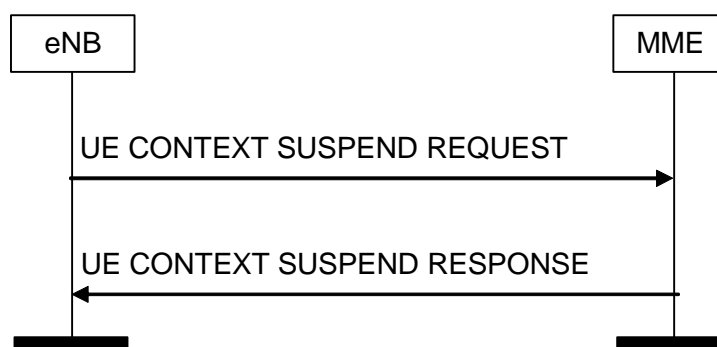 eNB
MME
UE CONTEXT SUSPEND REQUEST
UE CONTEXT SUSPEND RESPONSE